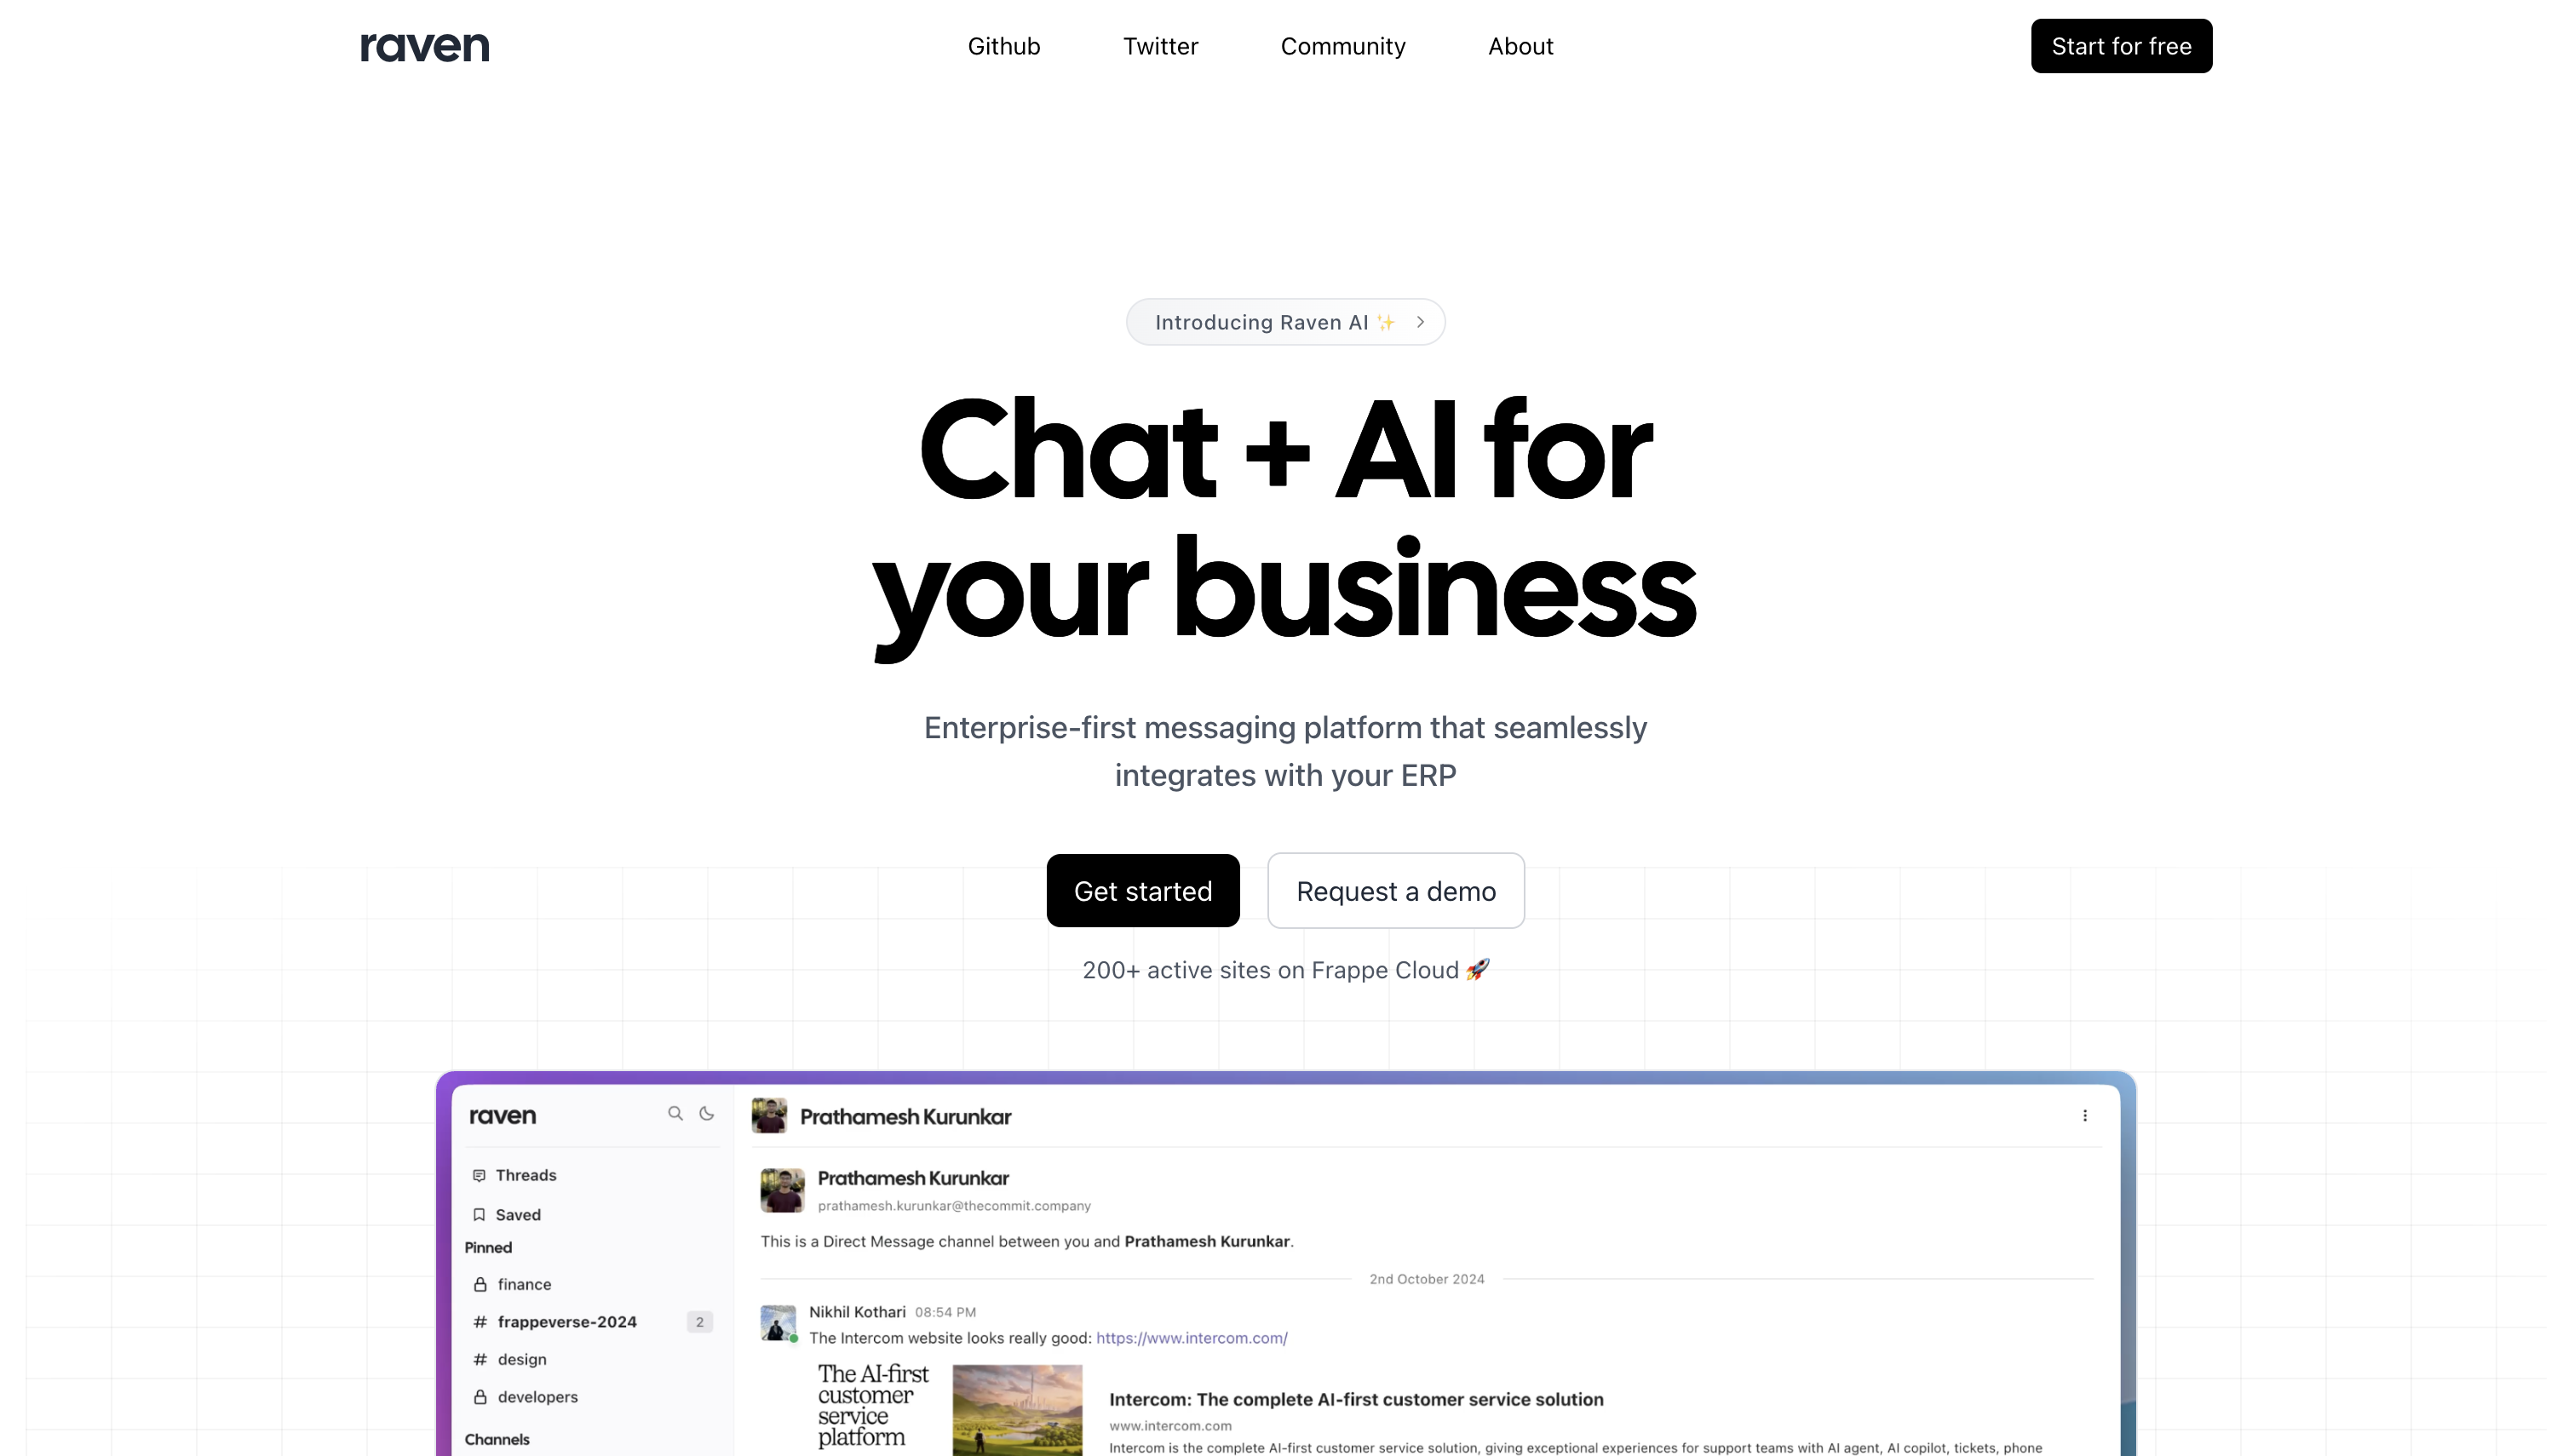 raven
Github
Twitter
Community
About
Start for free
Introducing Raven AI ✨
Chat + AI for
your business
Enterprise-first messaging platform that seamlessly
integrates with your ERP
Get started
Request a demo
200+ active sites on Frappe Cloud 🚀
raven
Threads
Saved
Pinned
finance
# frappeverse-2024 2
# design
developers
Channels
Prathamesh Kurunkar
Prathamesh Kurunkar
prathamesh.kurunkar@thecommit.company
This is a Direct Message channel between you and Prathamesh Kurunkar.
2nd October 2024
Nikhil Kothari 08:54 PM
The Intercom website looks really good: https://www.intercom.com/
The AI-first
customer
service
platform
Intercom: The complete AI-first customer service solution
www.intercom.com
Intercom is the complete AI-first customer service solution, giving exceptional experiences for support teams with AI agent, AI copilot, tickets, phone